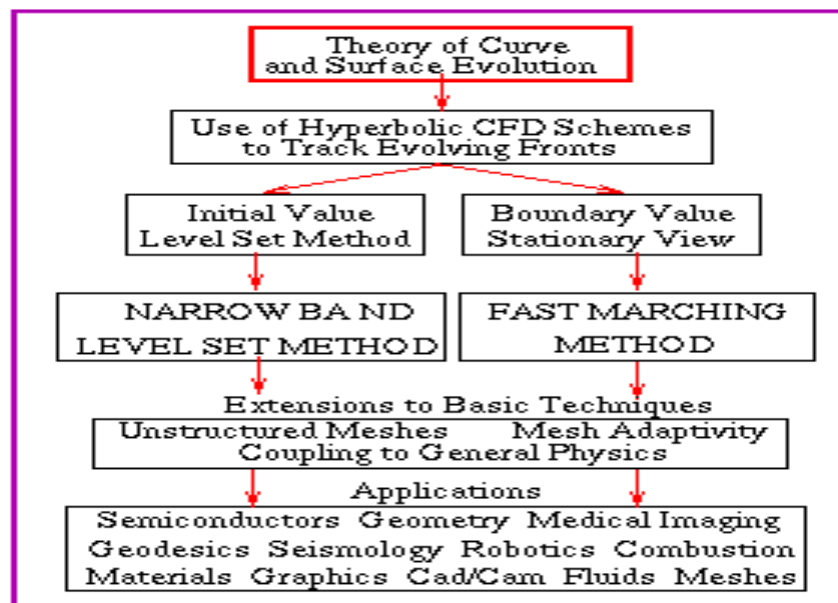 Theory of Curve
and Surface Evolution
Use of Hyperbolic CFD Schemes
to Track Evolving Fronts
Initial Value
Level Set Method
Boundary Value
Stationary View
NARROW BA ND
LEVEL SET METHOD
FAST MARCHING
METHOD
Extensions to Basic Techniques
Unstructured Meshes Mesh Adaptivity
Coupling to General Physics
Applications
Semiconductors Geometry Medical Imaging
Geodesics Seismology Robotics Combustion
Materials Graphics Cad/Cam Fluids Meshes